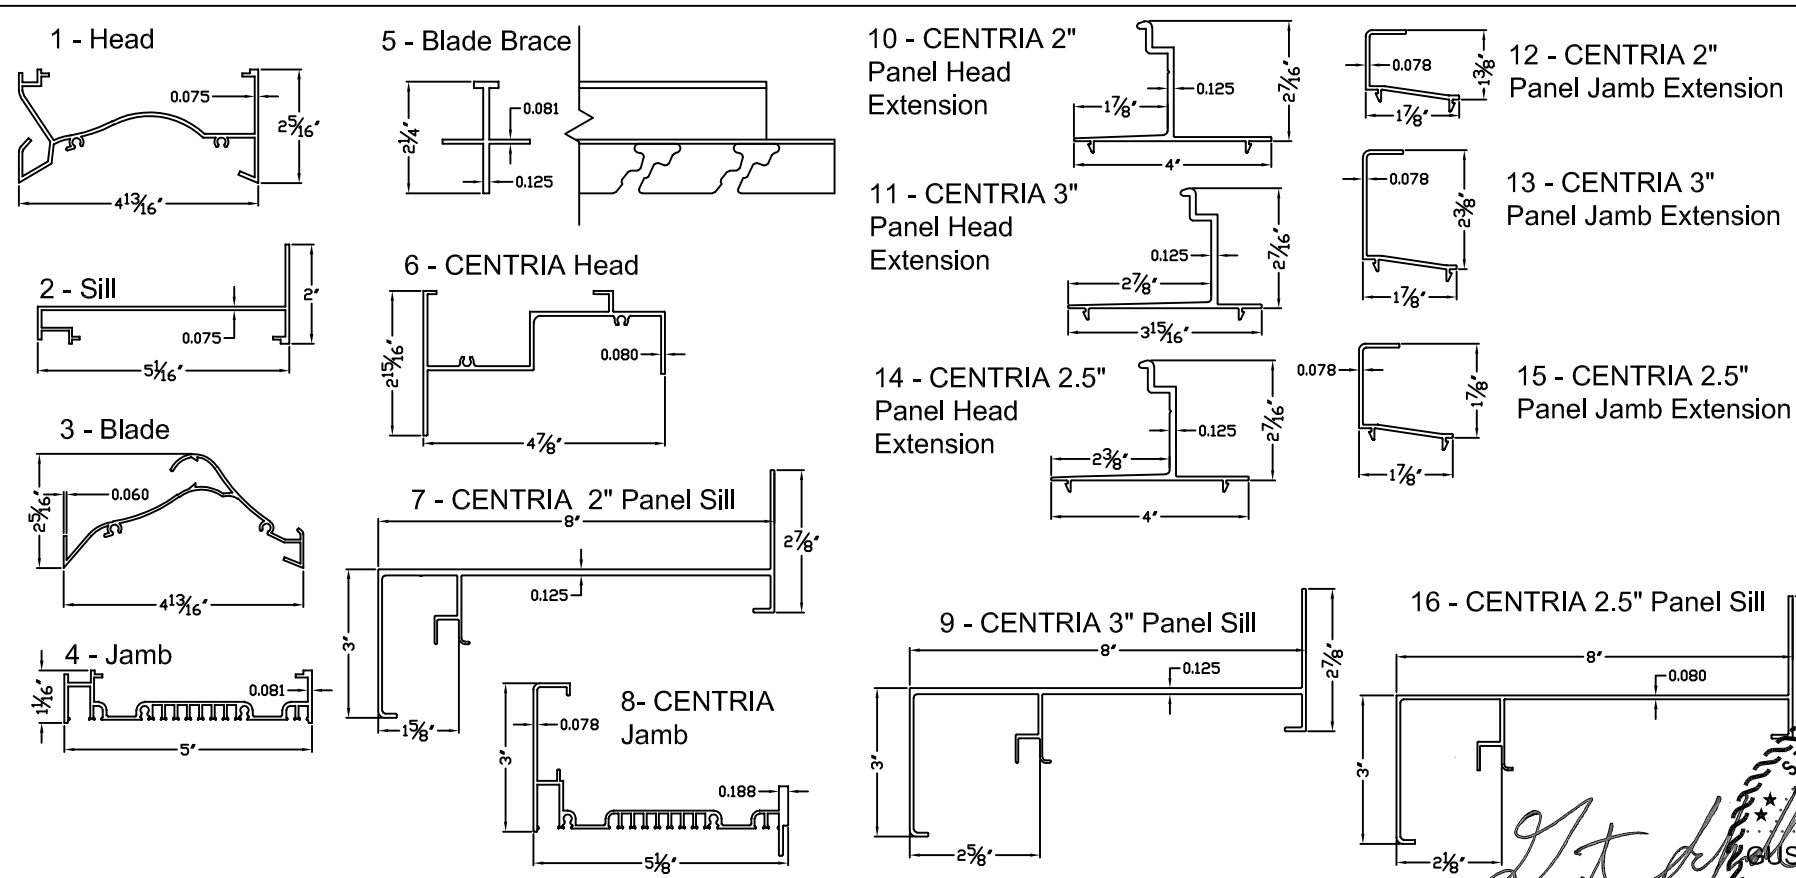 1 - Head
0.075
2 5/16"
4 13/16"
2 - Sill
2"
0.075
5 1/16"
3 - Blade
0.060
2 5/16"
4 13/16"
4 - Jamb
1 1/16"
0.081
5"
5 - Blade Brace
2 1/4"
0.081
0.125
6 - CENTRIA Head
2 15/16"
0.080
4 7/8"
7 - CENTRIA 2" Panel Sill
8"
2 7/8"
0.125
3"
1 5/8"
8- CENTRIA
Jamb
0.078
3"
0.188
5 1/8"
10 - CENTRIA 2"
Panel Head
Extension
0.125
2 7/16"
1 7/8"
4"
11 - CENTRIA 3"
Panel Head
Extension
0.125
2 7/16"
2 7/8"
3 15/16"
14 - CENTRIA 2.5"
Panel Head
Extension
0.125
2 7/16"
2 3/8"
4"
12 - CENTRIA 2"
Panel Jamb Extension
0.078
1 3/8"
1 7/8"
13 - CENTRIA 3"
Panel Jamb Extension
0.078
2 3/8"
1 7/8"
15 - CENTRIA 2.5"
Panel Jamb Extension
0.078
1 7/8"
1 7/8"
9 - CENTRIA 3" Panel Sill
8"
0.125
2 7/8"
3"
2 5/8"
16 - CENTRIA 2.5" Panel Sill
8"
0.080
3"
2 1/8"